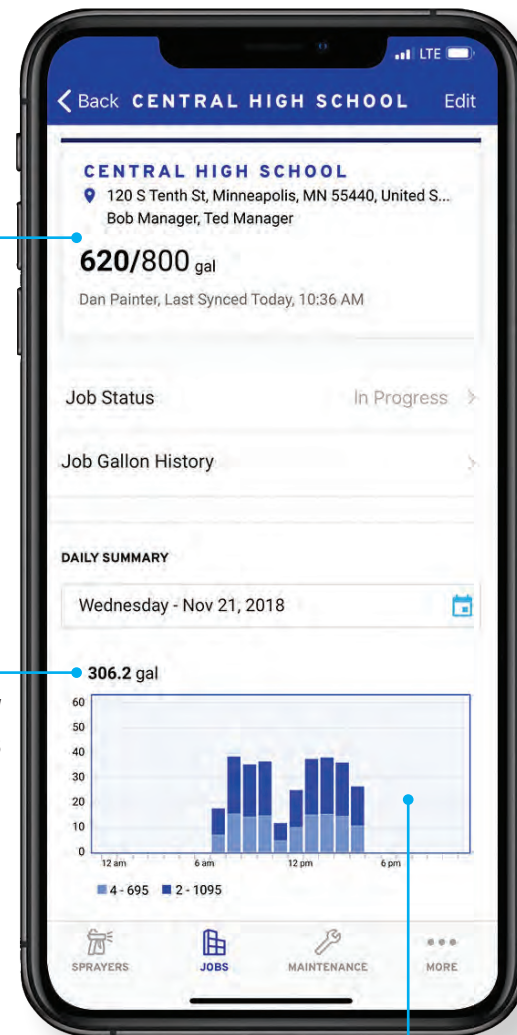 LTE
Back CENTRAL HIGH SCHOOL Edit
CENTRAL HIGH SCHOOL
120 S Tenth St, Minneapolis, MN 55440, United S...
Bob Manager, Ted Manager
620/800 gal
Dan Painter, Last Synced Today, 10:36 AM
Job Status In Progress
Job Gallon History
DAILY SUMMARY
Wednesday - Nov 21, 2018
306.2 gal
60
50
40
30
20
10
0
12 am 6 am 12 pm 6 pm
4 - 695 2 - 1095
SPRAYERS JOBS MAINTENANCE MORE